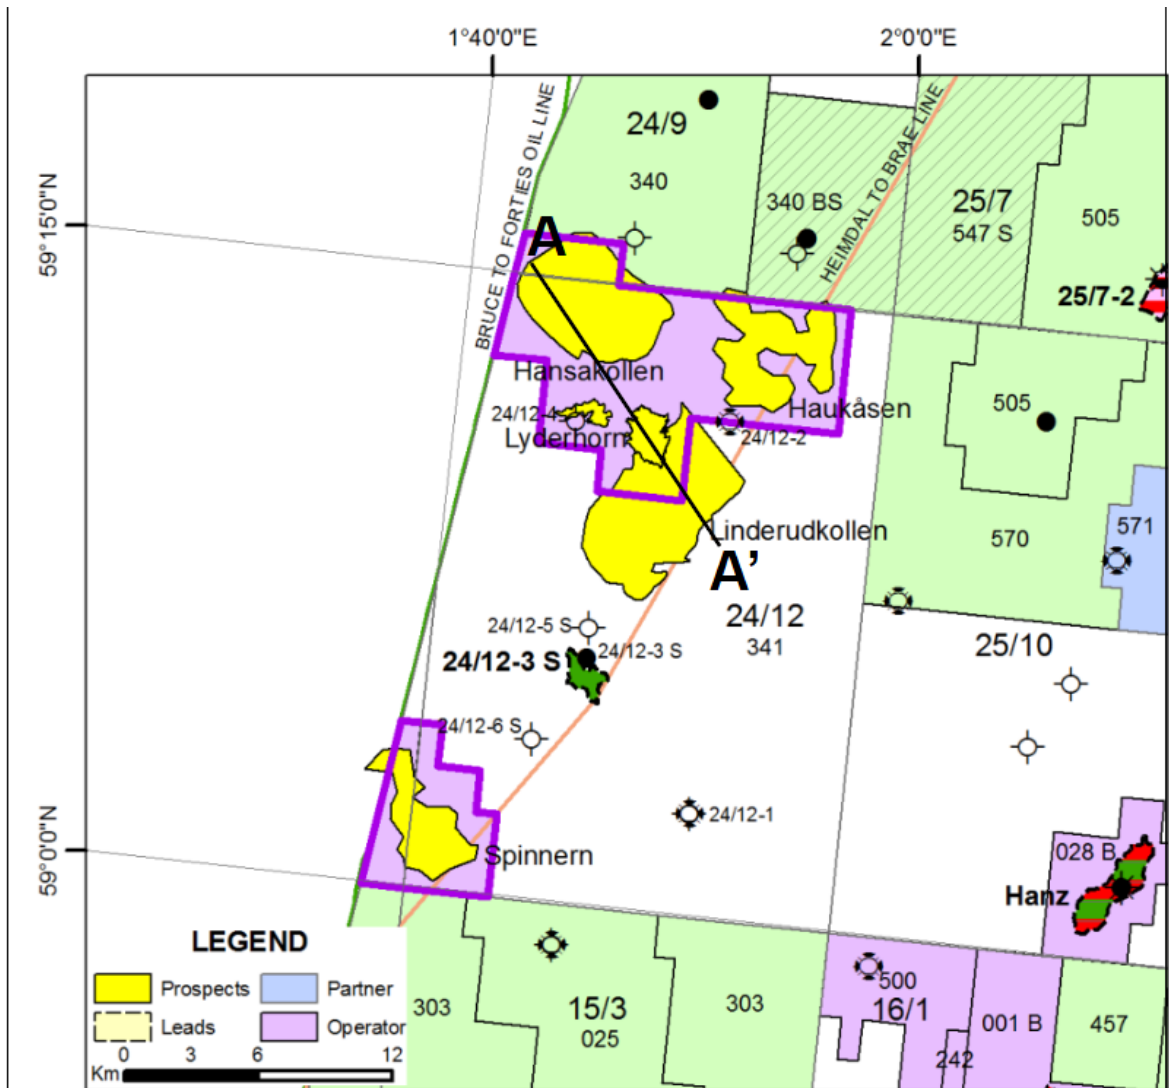 1°40'0"E
2°0'0"E
59°15'0"N
59°0'0"N
BRUCE TO FORTIES OIL LINE
HEIMDAL TO BRAE LINE
24/9
340
340 BS
25/7
547 S
505
25/7-2
A
Hansakollen
24/12-4
Lyderhorn
Haukåsen
24/12-2
505
Linderudkollen
A’
570
571
24/12
341
25/10
24/12-5 S
24/12-3 S
24/12-3 S
24/12-6 S
24/12-1
Spinnern
028 B
Hanz
303
15/3
025
303
500
16/1
001 B
242
457
LEGEND
Prospects
Partner
Leads
Operator
0 3 6 12
Km